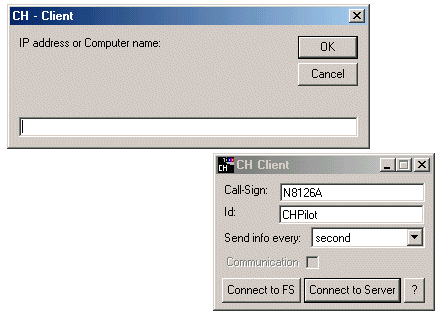 CH - Client
IP address or Computer name:
OK
Cancel
CH Client
Call-Sign: N8126A
Id: CHPilot
Send info every: second
Communication
Connect to FS Connect to Server ?